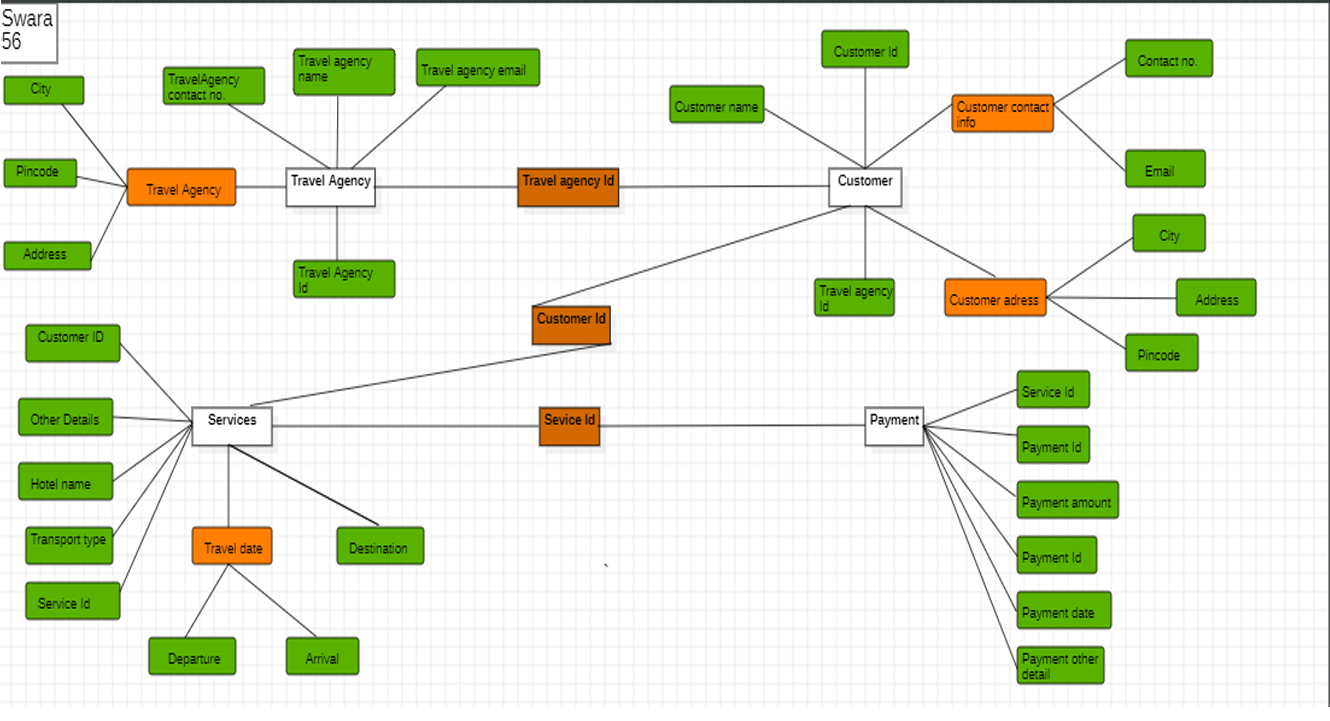 Swara
56
City
TravelAgency
contact no.
Travel agency
name
Travel agency email
Customer Id
Customer name
Customer contact
info
Contact no.
Pincode
Travel Agency
Travel Agency
Travel agency Id
Customer
Email
Address
Travel Agency
Id
City
Travel agency
Id
Customer adress
Address
Customer Id
Pincode
Customer ID
Other Details
Services
Sevice Id
Payment
Service Id
Payment Id
Hotel name
Payment amount
Transport type
Travel date
Destination
Payment Id
Service Id
Payment date
Departure
Arrival
Payment other
detail